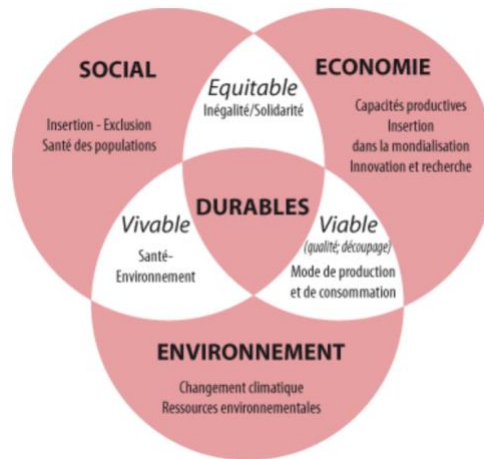 SOCIAL
Insertion - Exclusion
Santé des populations
Equitable
Inégalité/Solidarité
ECONOMIE
Capacités productives
Insertion
dans la mondialisation
Innovation et recherche
DURABLES
Vivable
Santé-
Environnement
Viable
(qualité; découpage)
Mode de production
et de consommation
ENVIRONNEMENT
Changement climatique
Ressources environnementales